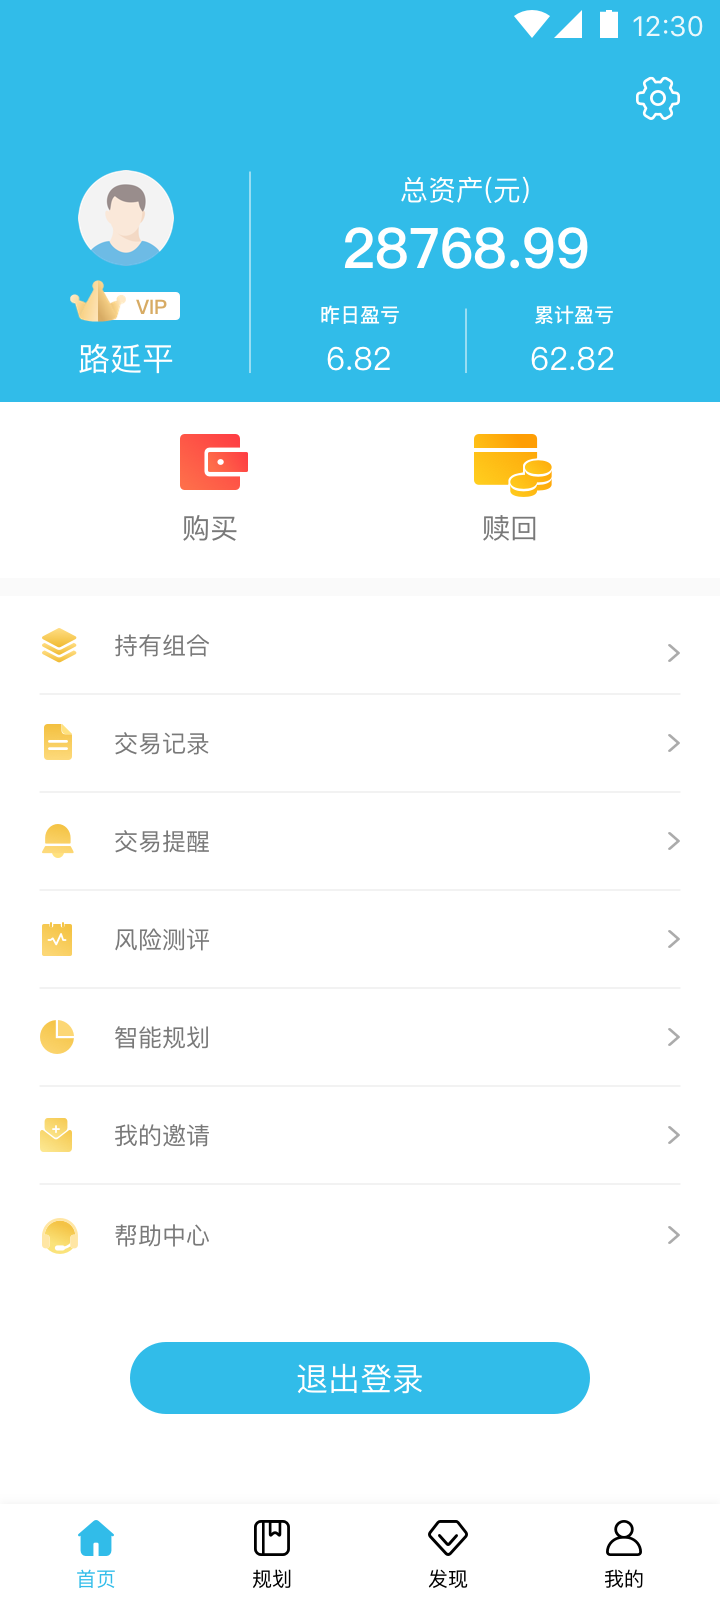 12:30
总资产(元)
28768.99
VIP
路延平
昨日盈亏
累计盈亏
6.82
62.82
购买
赎回
持有组合
交易记录
交易提醒
风险测评
智能规划
我的邀请
帮助中心
退出登录
首页
规划
发现
我的